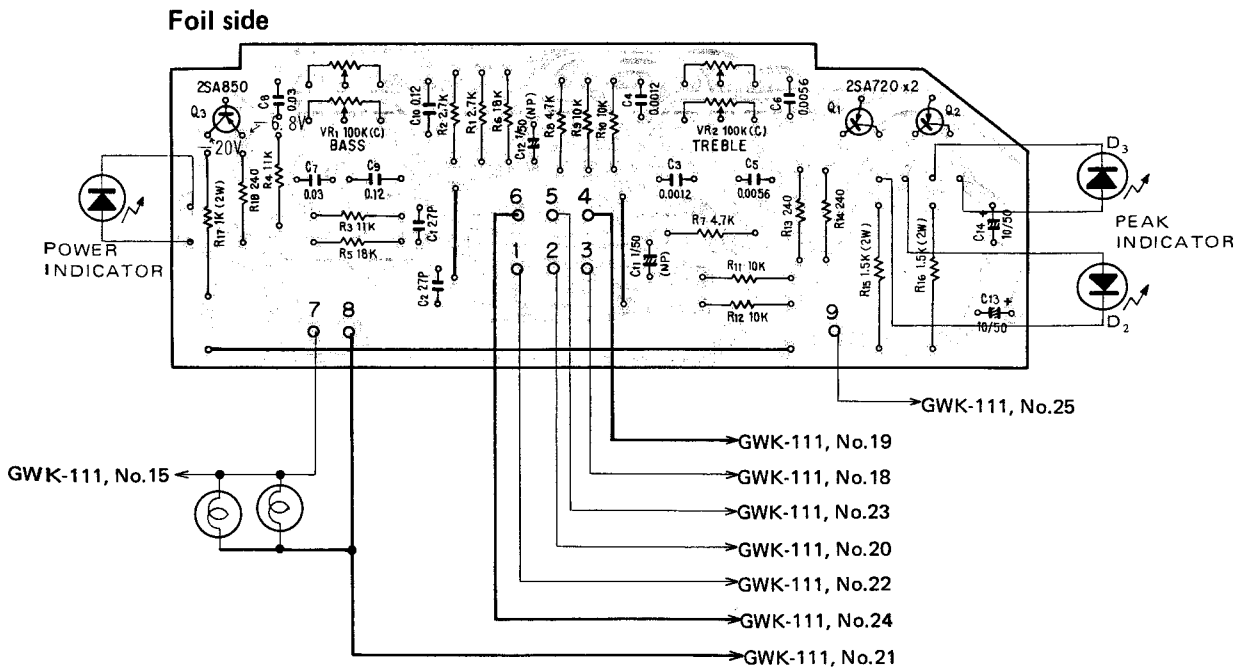 Foil side
2SA850
Q3
-6.8V
-20V
C8 0.03
VR1 100K(C)
BASS
C10 0.12
R2 2.7K
R1 2.7K
R6 18K
C12 1/50 (NP)
R8 4.7K
R9 10K
R10 10K
C4 0.0012
VR2 100K(C)
TREBLE
C6 0.0056
2SA720 x2
Q1
Q2
D3
R17 1K (2W)
R18 240
R4 11K
C7
0.03
C9
0.12
R3 11K
R5 18K
C1 27P
C2 27P
6
5
4
1
2
3
C3
0.0012
C5
0.0056
R7 4.7K
C11 1/50 (NP)
R11 10K
R12 10K
R13 240
R14 240
R15 1.5K (2W)
R16 1.5K (2W)
+
C14 10/50
C13 +
10/50
POWER
INDICATOR
PEAK
INDICATOR
D2
7
8
9
GWK-111, No.25
GWK-111, No.19
GWK-111, No.15
GWK-111, No.18
GWK-111, No.23
GWK-111, No.20
GWK-111, No.22
GWK-111, No.24
GWK-111, No.21